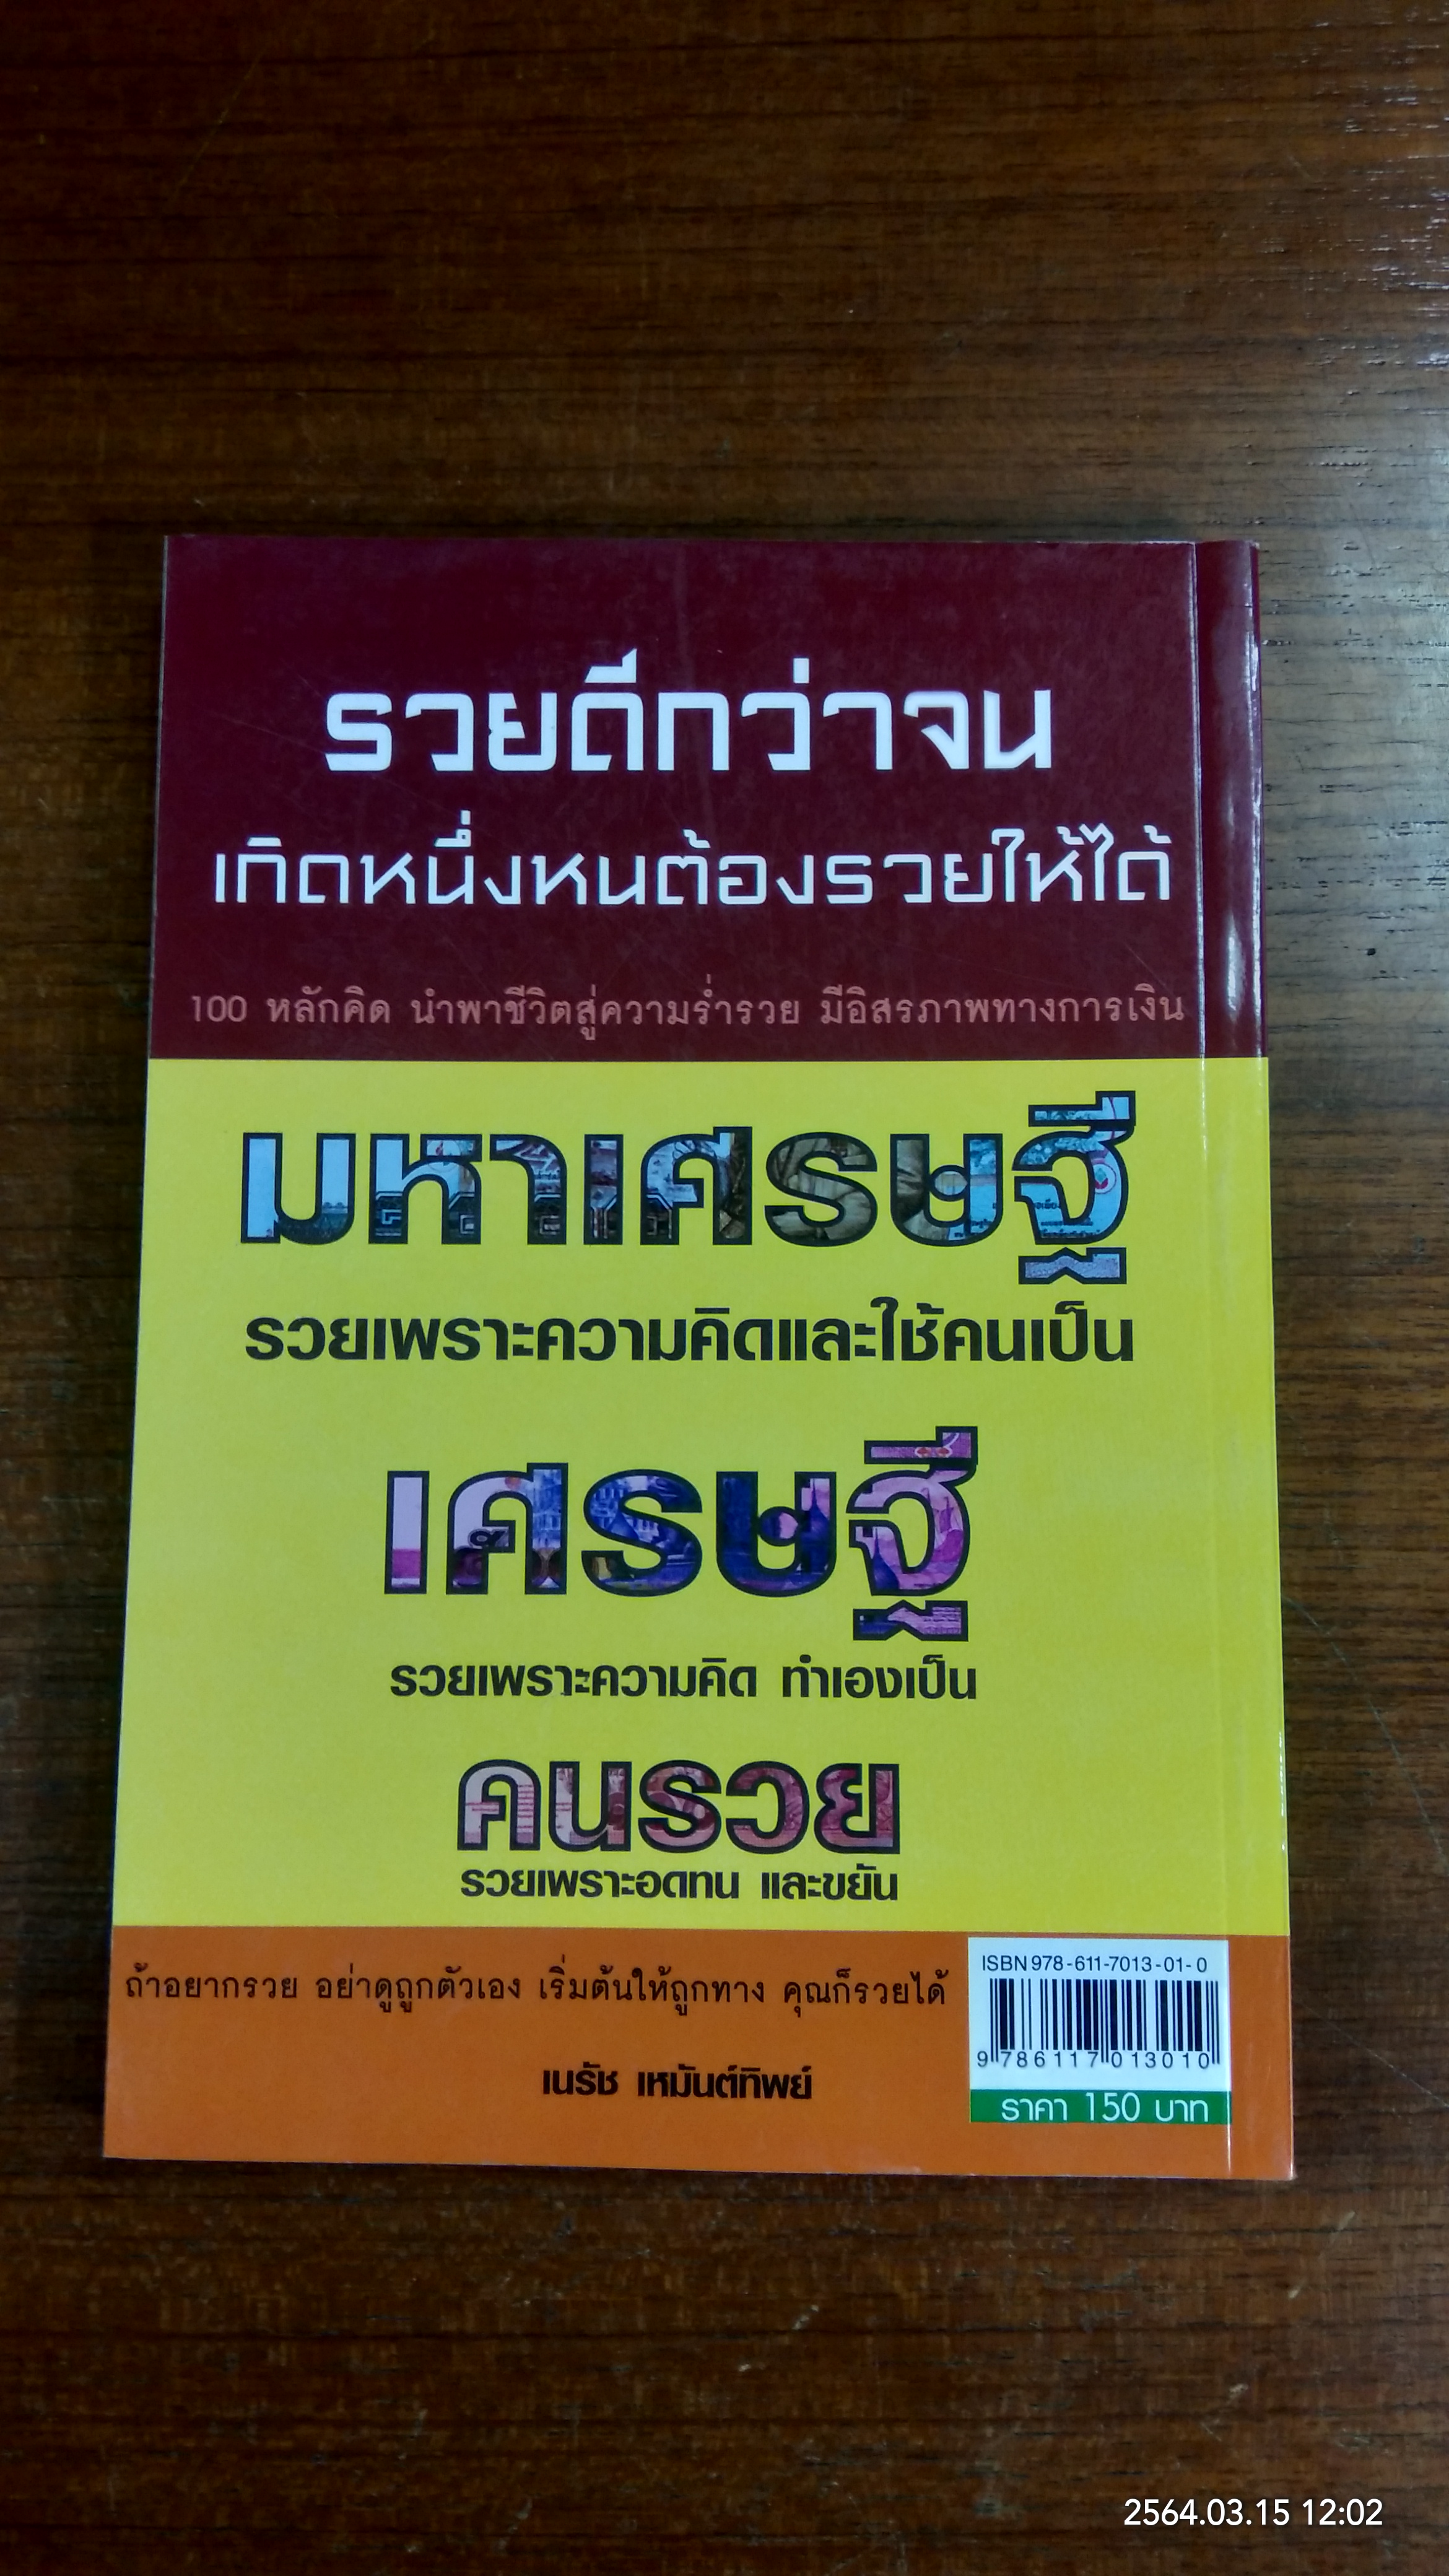 รวยดีกว่าจน
เกิดหนึ่งหนต้องรวยให้ได้
100 หลักคิด นำพาชีวิตสู่ความร่ำรวย มีอิสรภาพทางการเงิน
มหาเศรษฐี
รวยเพราะความคิดและใช้คนเป็น
เศรษฐี
รวยเพราะความคิด ทำเองเป็น
คนรวย
รวยเพราะอดทน และขยัน
ถ้าอยากรวย อย่าดูถูกตัวเอง เริ่มต้นให้ถูกทาง คุณก็รวยได้
เนรัช เหมันต์ทิพย์
ISBN 978-611-7013-01-0
9 786117 013010
ราคา 150 บาท
2564.03.15 12:02